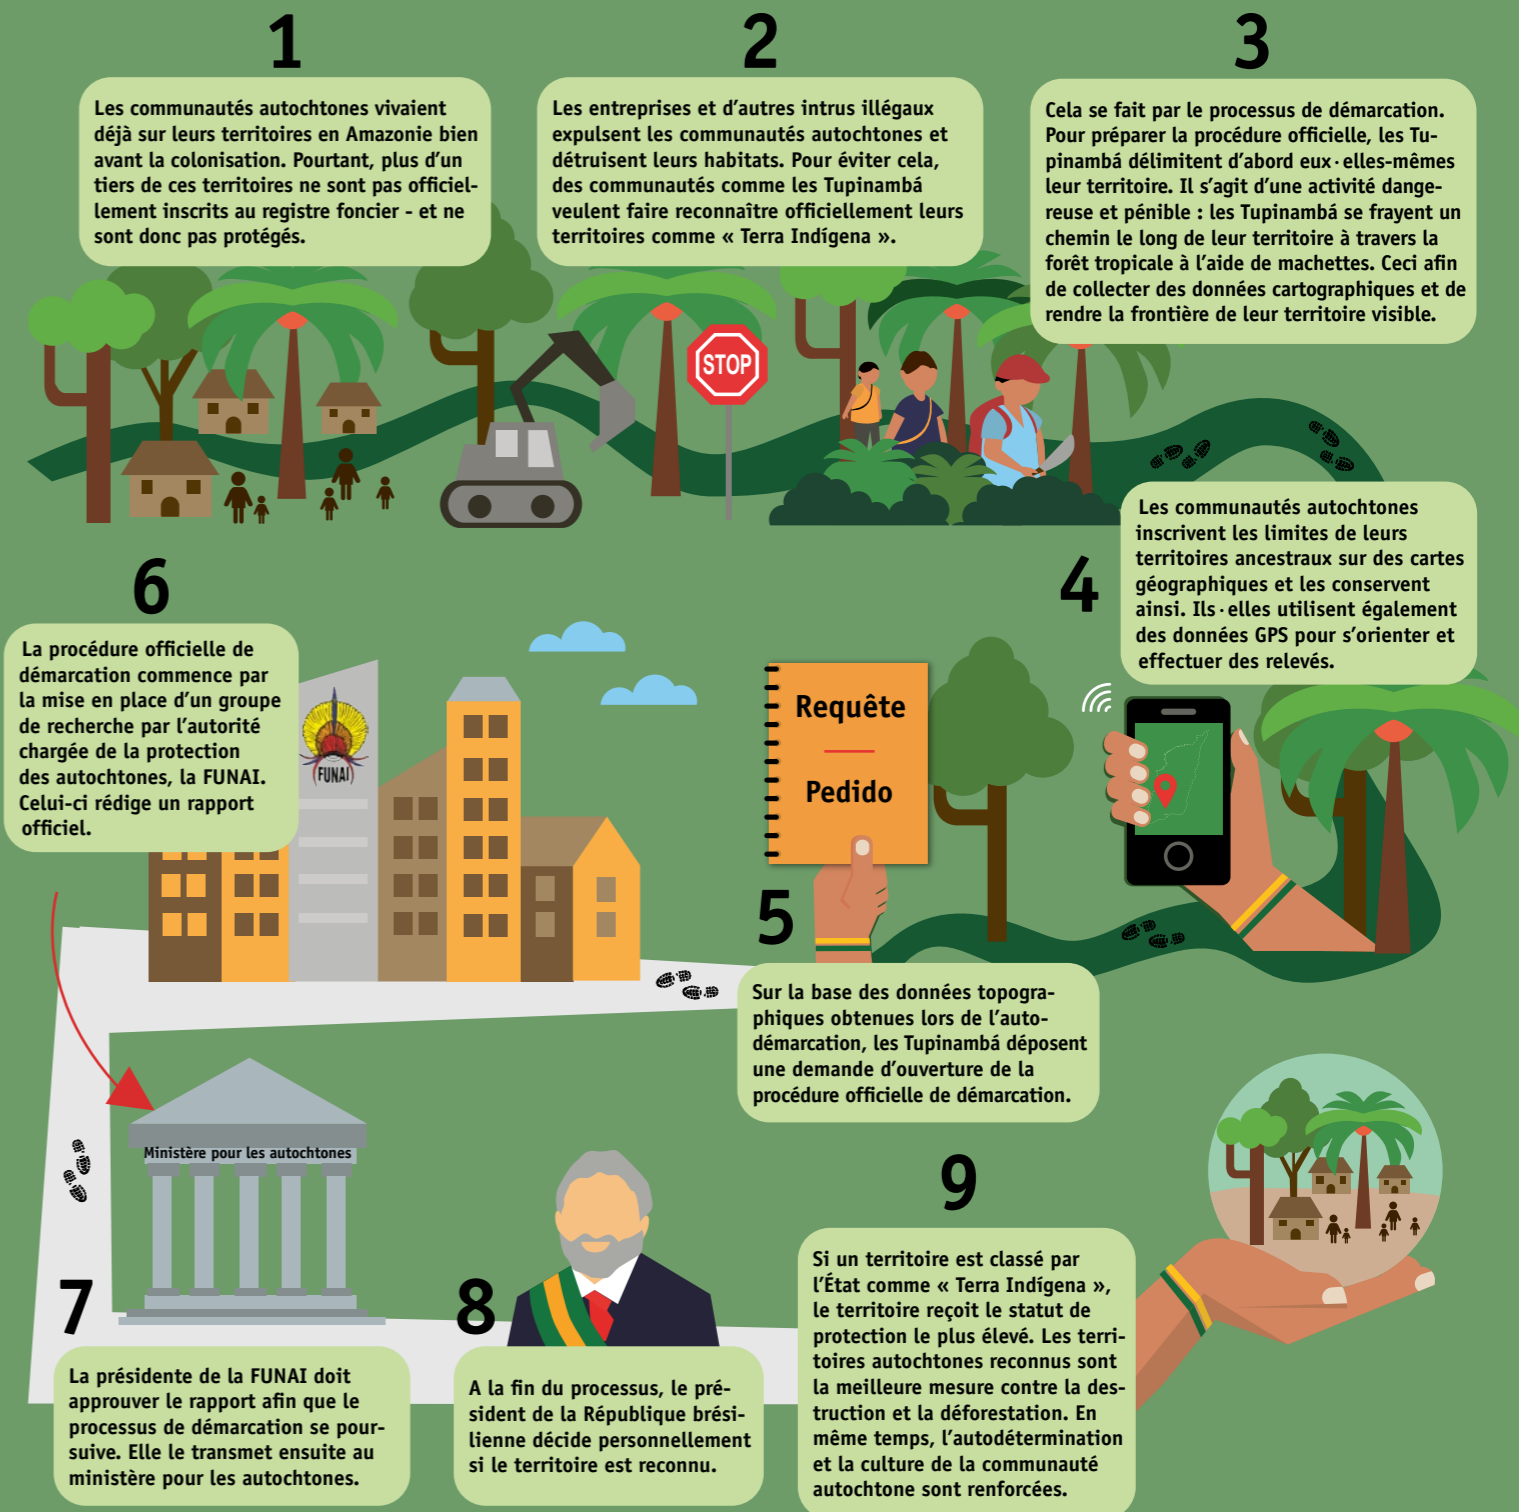 1
Les communautés autochtones vivaient
déjà sur leurs territoires en Amazonie bien
avant la colonisation. Pourtant, plus d'un
tiers de ces territoires ne sont pas officiel-
lement inscrits au registre foncier - et ne
sont donc pas protégés.
2
Les entreprises et d'autres intrus illégaux
expulsent les communautés autochtones et
détruisent leurs habitats. Pour éviter cela,
des communautés comme les Tupinambá
veulent faire reconnaître officiellement leurs
territoires comme « Terra Indígena ».
3
Cela se fait par le processus de démarcation.
Pour préparer la procédure officielle, les Tu-
pinambá délimitent d'abord eux·elles-mêmes
leur territoire. Il s'agit d'une activité dange-
reuse et pénible : les Tupinambá se frayent un
chemin le long de leur territoire à travers la
forêt tropicale à l'aide de machettes. Ceci afin
de collecter des données cartographiques et de
rendre la frontière de leur territoire visible.
STOP
4
Les communautés autochtones
inscrivent les limites de leurs
territoires ancestraux sur des cartes
géographiques et les conservent
ainsi. Ils·elles utilisent également
des données GPS pour s'orienter et
effectuer des relevés.
Requête
Pedido
5
Sur la base des données topogra-
phiques obtenues lors de l'auto-
démarcation, les Tupinambá déposent
une demande d'ouverture de la
procédure officielle de démarcation.
6
La procédure officielle de
démarcation commence par
la mise en place d'un groupe
de recherche par l'autorité
chargée de la protection
des autochtones, la FUNAI.
Celui-ci rédige un rapport
officiel.
FUNAI
Ministère pour les autochtones
7
La présidente de la FUNAI doit
approuver le rapport afin que le
processus de démarcation se pour-
suive. Elle le transmet ensuite au
ministère pour les autochtones.
8
A la fin du processus, le pré-
sident de la République brési-
lienne décide personnellement
si le territoire est reconnu.
9
Si un territoire est classé par
l'État comme « Terra Indígena »,
le territoire reçoit le statut de
protection le plus élevé. Les terri-
toires autochtones reconnus sont
la meilleure mesure contre la des-
truction et la déforestation. En
même temps, l'autodétermination
et la culture de la communauté
autochtone sont renforcées.